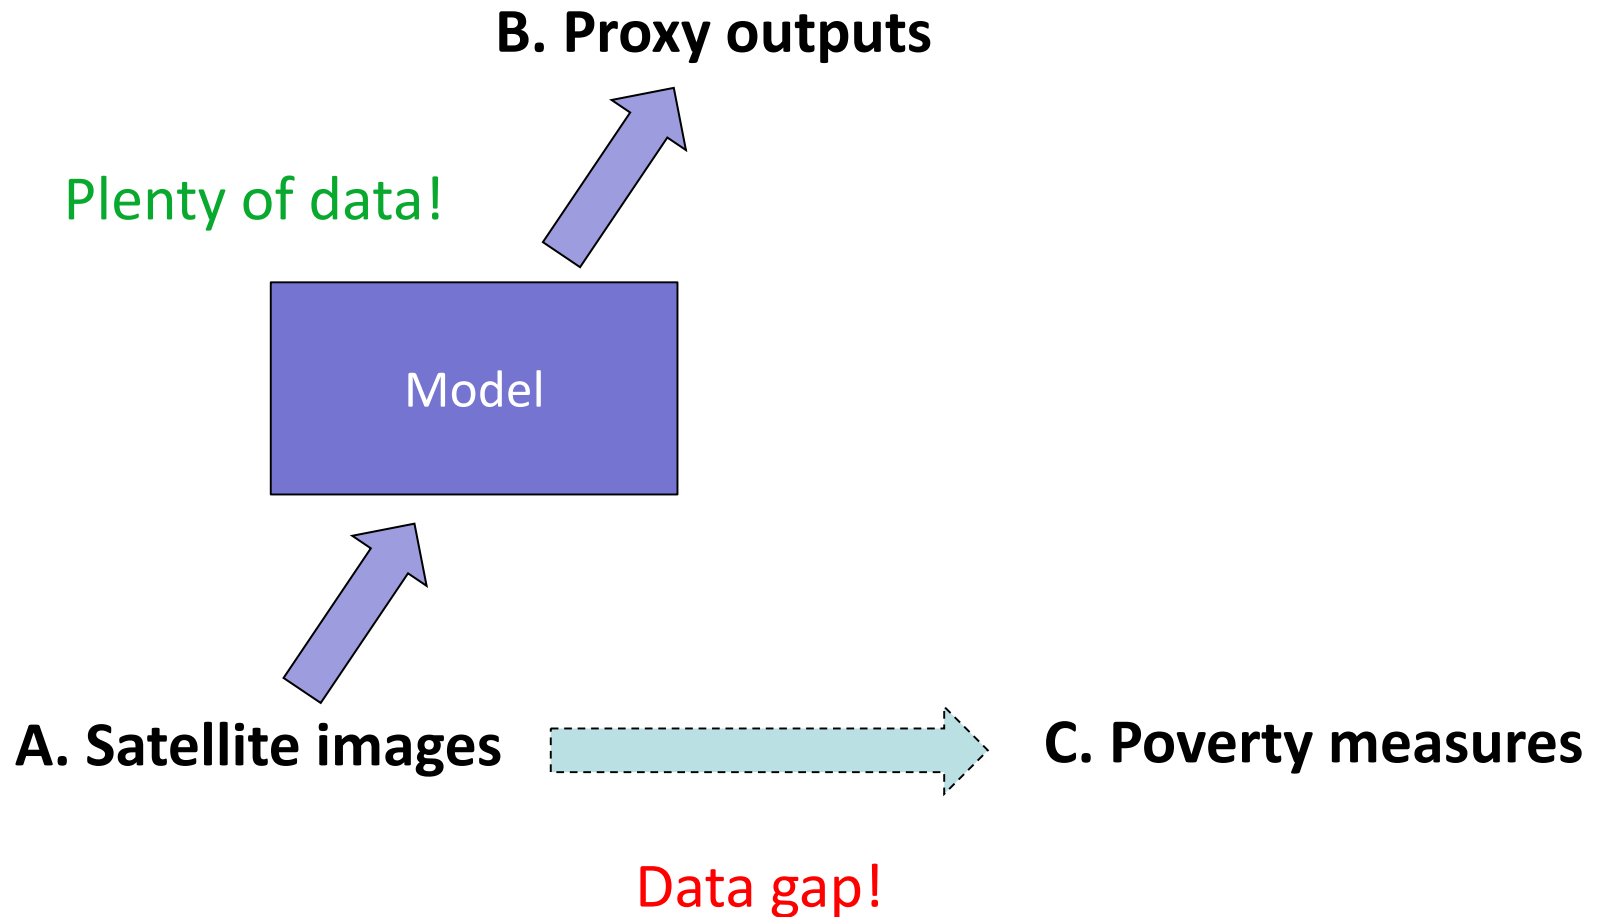 B. Proxy outputs
Plenty of data!
Model
A. Satellite images
C. Poverty measures
Data gap!